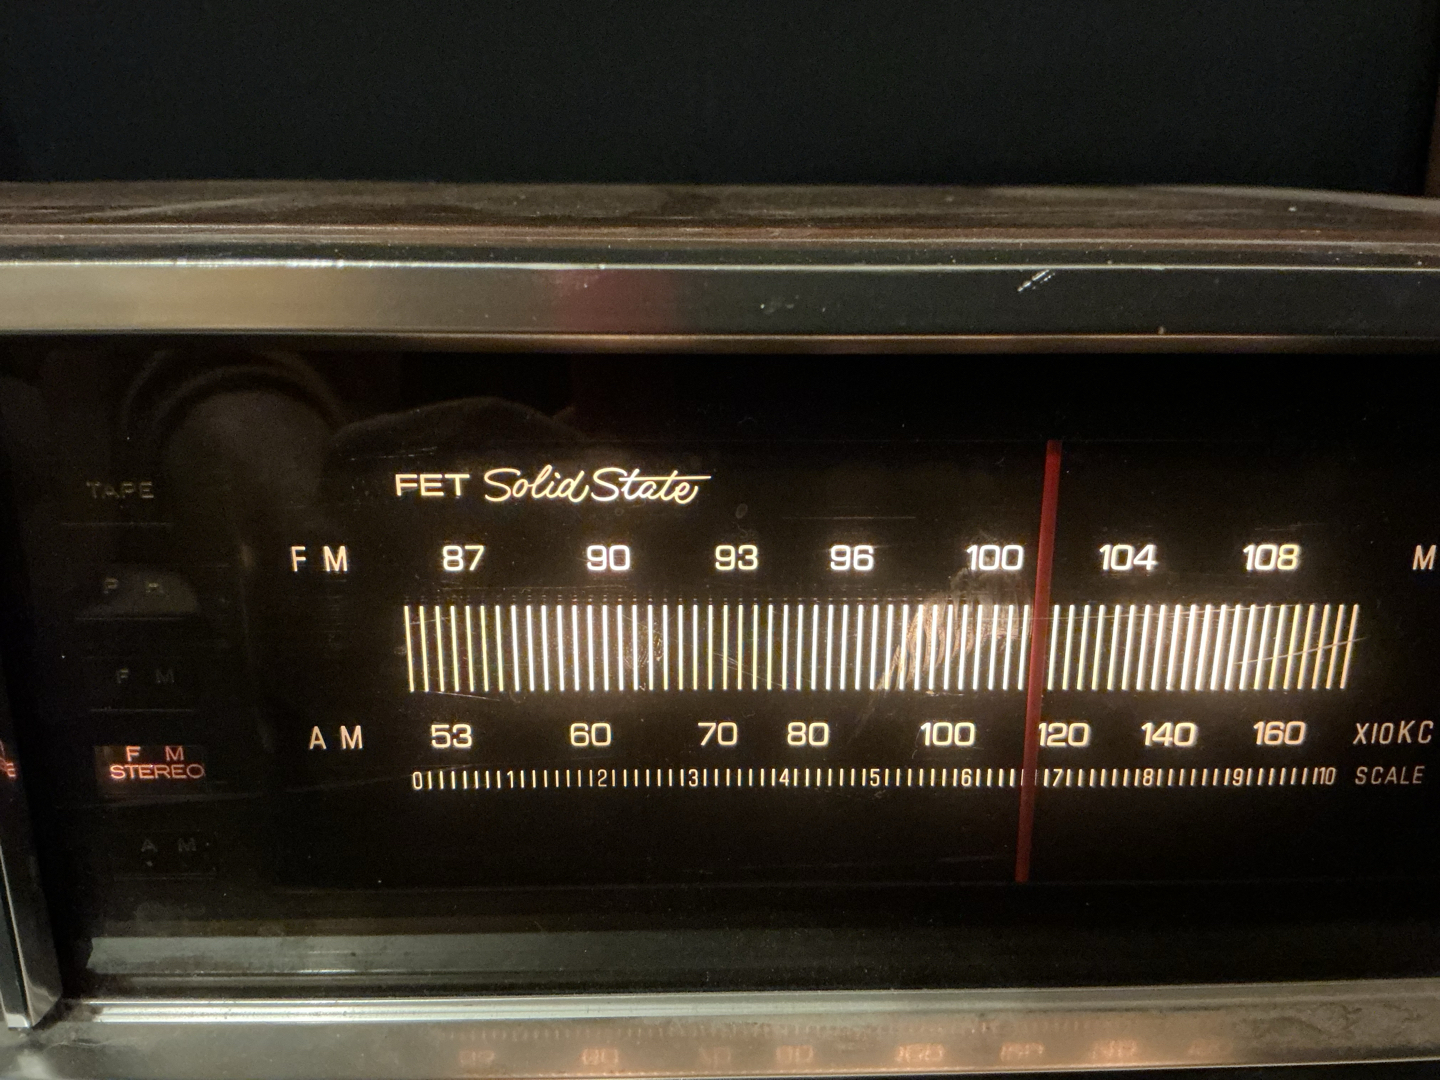 TAPE
P H
F M
F M
STEREO
A M
FET Solid State
F M 87 90 93 96 100 104 108 M
A M 53 60 70 80 100 120 140 160 X10KC
0 1 2 3 4 5 6 7 8 9 10 SCALE